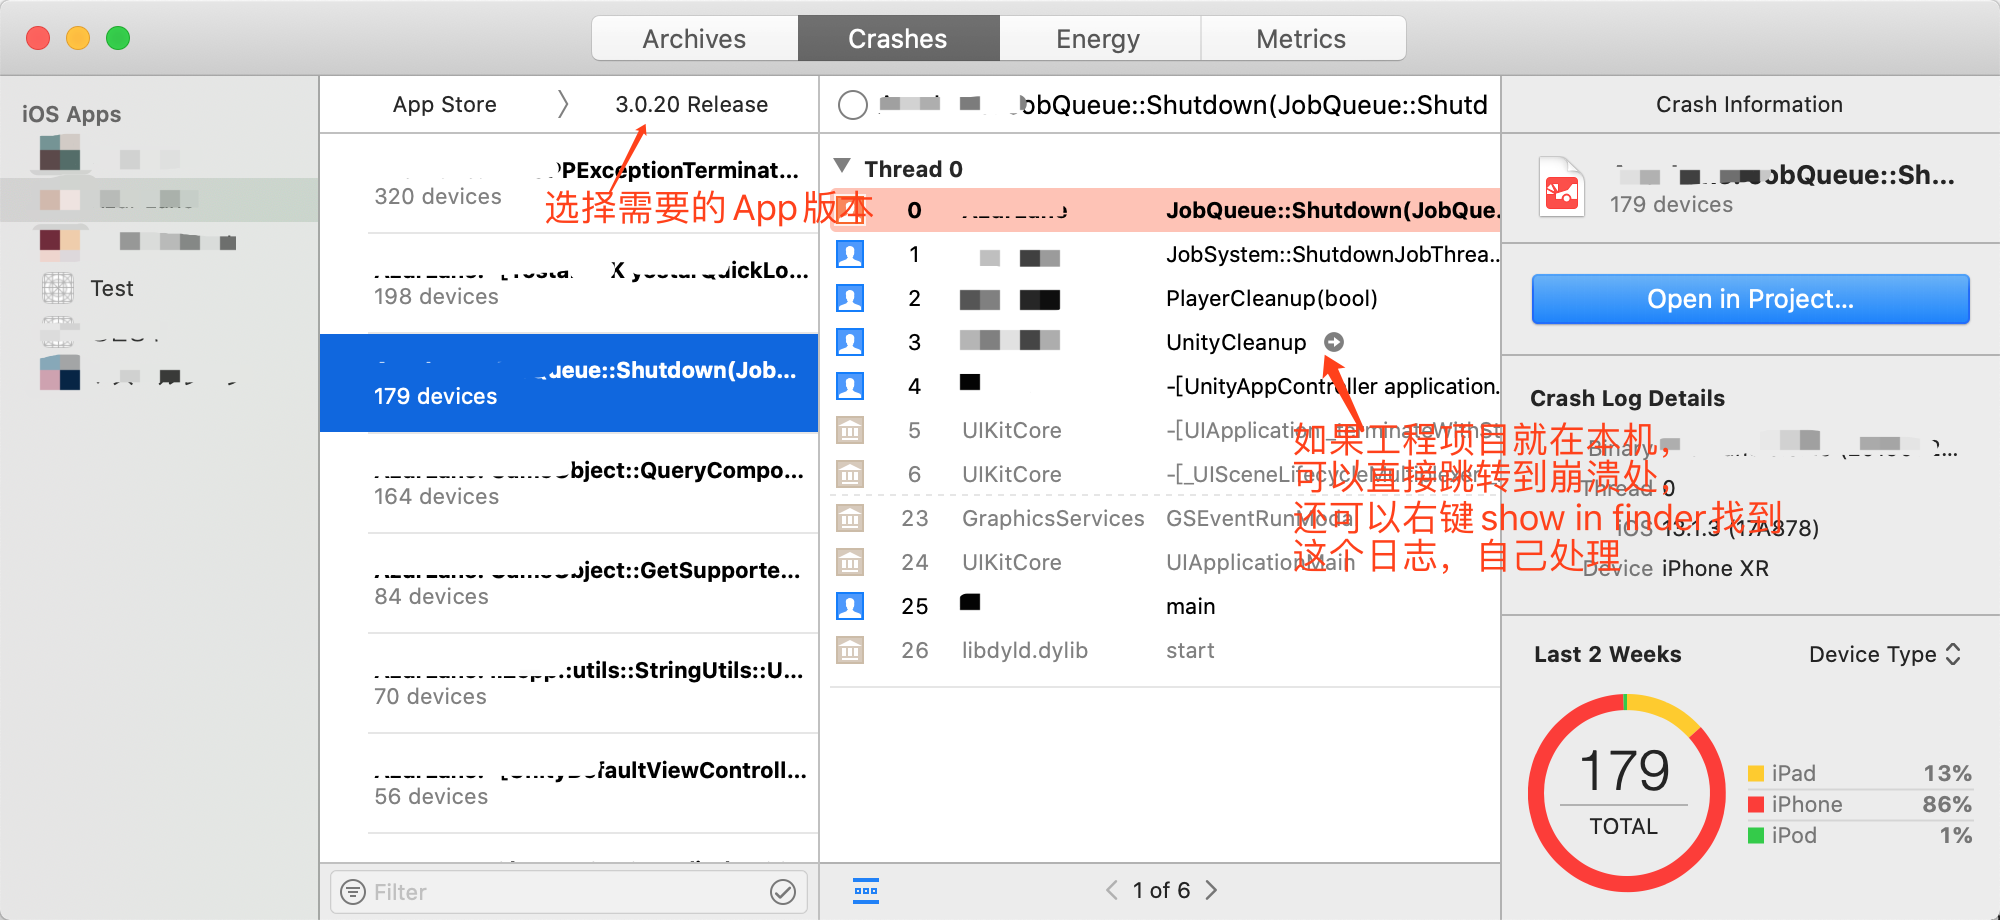 Archives
Crashes
Energy
Metrics
iOS Apps
Test
App Store
3.0.20 Release
PExceptionTerminat...
320 devices
选择需要的App版本
QuickLo...
198 devices
ueue::Shutdown(Job...
179 devices
bject::QueryCompo...
164 devices
ject::GetSupporte...
84 devices
::utils::StringUtils::U...
70 devices
faultViewControll...
56 devices
Filter
obQueue::Shutdown(JobQueue::Shutd
Thread 0
0 JobQueue::Shutdown(JobQue...
1 JobSystem::ShutdownJobThrea...
2 PlayerCleanup(bool)
3 UnityCleanup
4 -[UnityAppController application...
5 UIKitCore -[UIApplication _terminateWithSt
6 UIKitCore -[_UISceneLifecycleMultiplexer
23 GraphicsServices GSEventRunModal
24 UIKitCore UIApplicationMain
25 main
26 libdyld.dylib start
如果工程项目就在本机，
可以直接跳转到崩溃处，
还可以右键show in finder找到
这个日志，自己处理
1 of 6
Crash Information
obQueue::Sh...
179 devices
Open in Project...
Crash Log Details
Binary
Thread 0
iOS 13.1.3 (17A878)
Device iPhone XR
Last 2 Weeks
Device Type
179
TOTAL
iPad 13%
iPhone 86%
iPod 1%